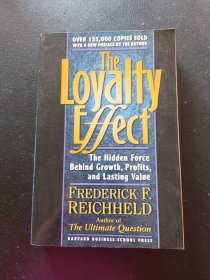 OVER 125,000 COPIES SOLD
WITH A NEW PREFACE BY THE AUTHOR
The
Loyalty
Effect
The Hidden Force
Behind Growth, Profits,
and Lasting Value
FREDERICK F.
REICHHELD
Author of
The Ultimate Question
HARVARD BUSINESS SCHOOL PRESS